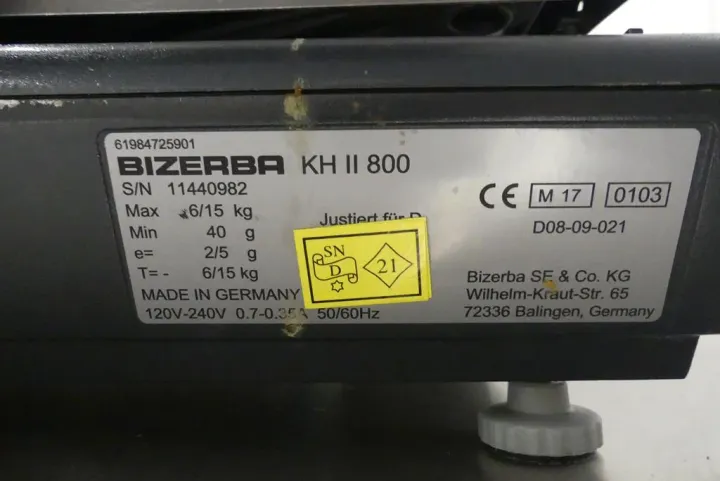 61984725901
BIZERBA KH II 800
S/N 11440982
Max 6/15 kg
Min 40 g
e= 2/5 g
T= - 6/15 kg
MADE IN GERMANY
120V-240V 0.7-0.35A 50/60Hz
Justiert für D
SN
D
21
CE M 17 0103
D08-09-021
Bizerba SE & Co. KG
Wilhelm-Kraut-Str. 65
72336 Balingen, Germany